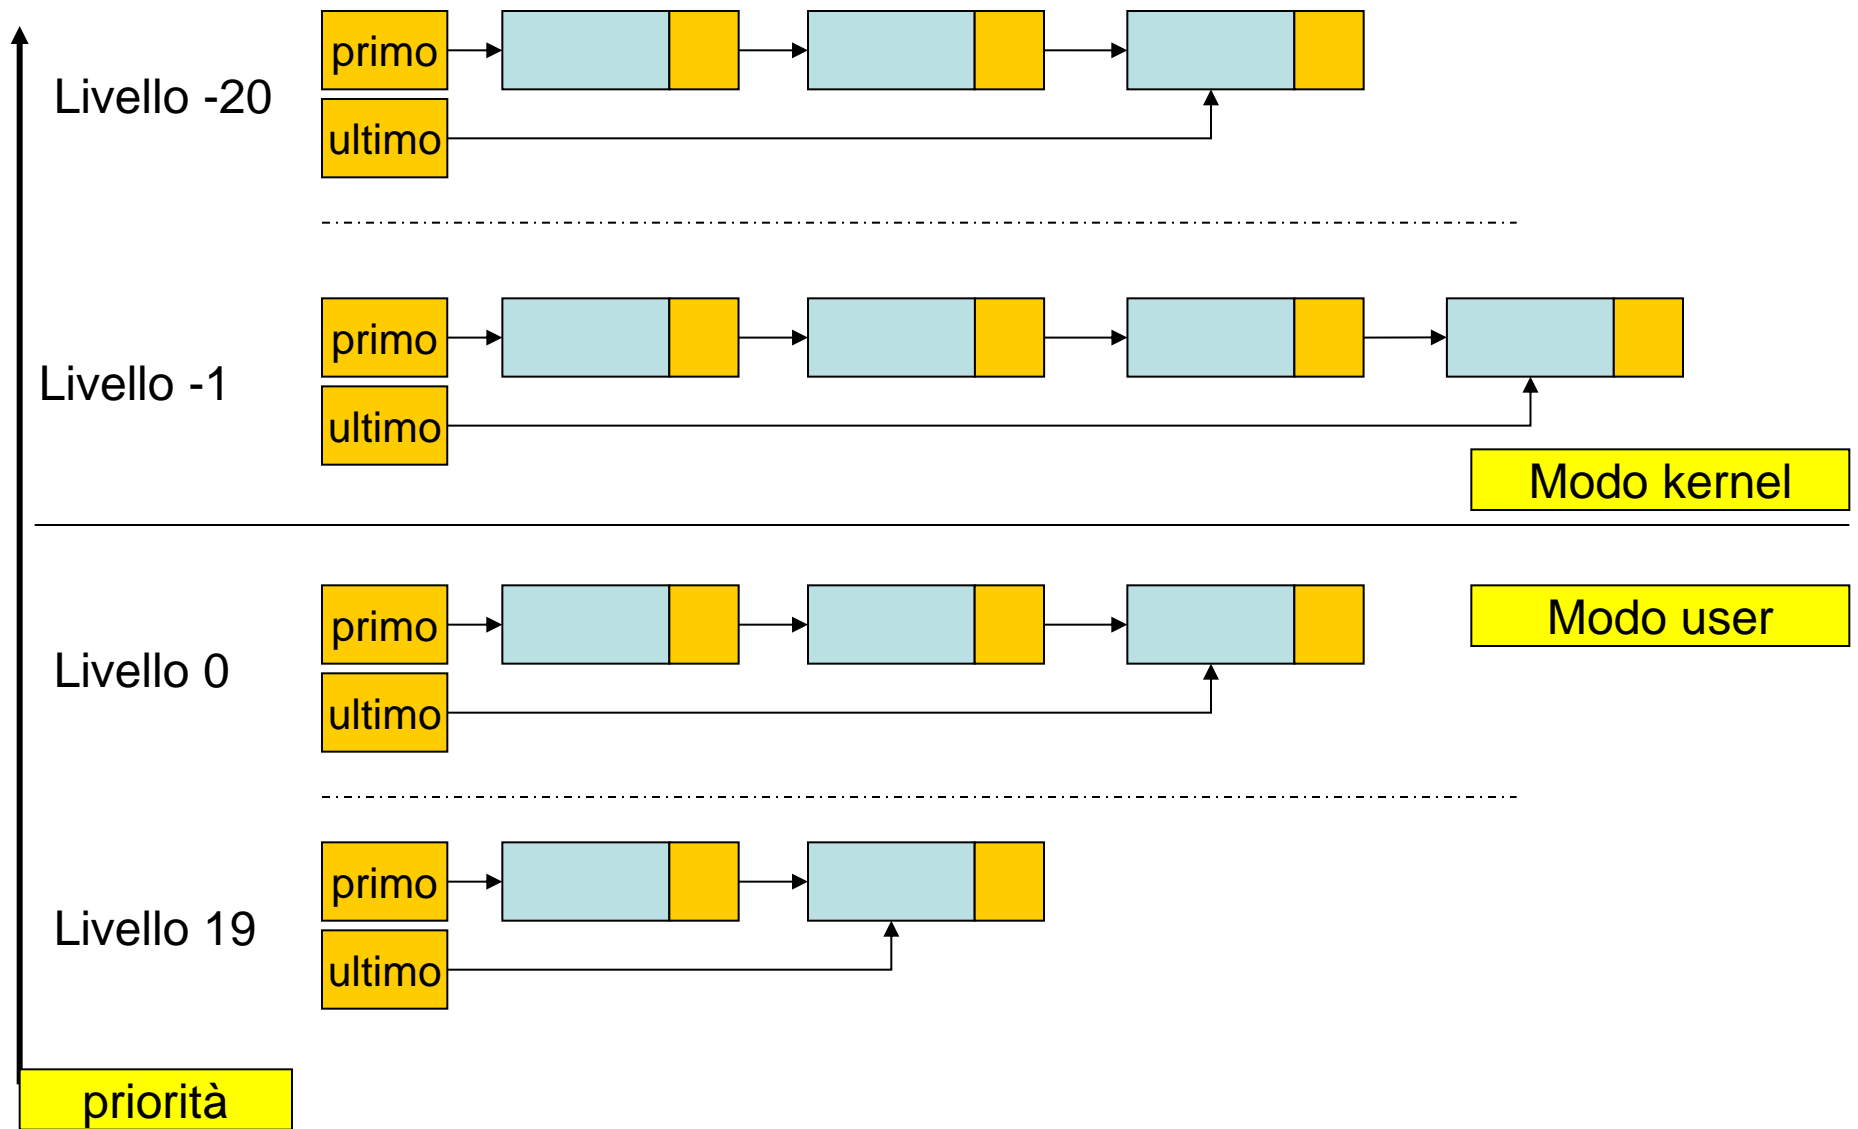 primo
Livello -20
ultimo
primo
Livello -1
ultimo
Modo kernel
primo
Modo user
Livello 0
ultimo
primo
Livello 19
ultimo
priorità